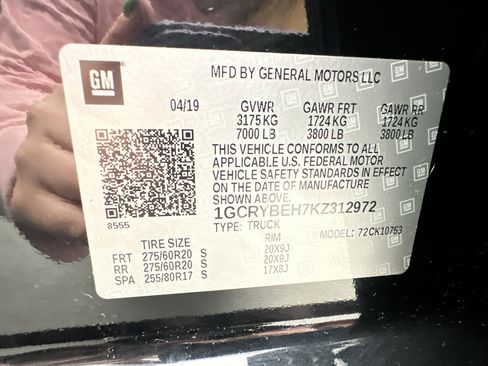 GM
MFD BY GENERAL MOTORS LLC
04/19 GVWR GAWR FRT GAWR RR
3175 KG 1724 KG 1724 KG
7000 LB 3800 LB 3800 LB
THIS VEHICLE CONFORMS TO ALL
APPLICABLE U.S. FEDERAL MOTOR
VEHICLE SAFETY STANDARDS IN EFFECT
ON THE DATE OF MANUFACTURE
SHOWN ABOVE.
1GCRYBEH7KZ312972
TYPE: TRUCK MODEL: 72CK10753
8555
TIRE SIZE RIM
FRT 275/60R20 S 20X9J
RR 275/60R20 S 20X9J
SPA 255/80R17 S 17X8J